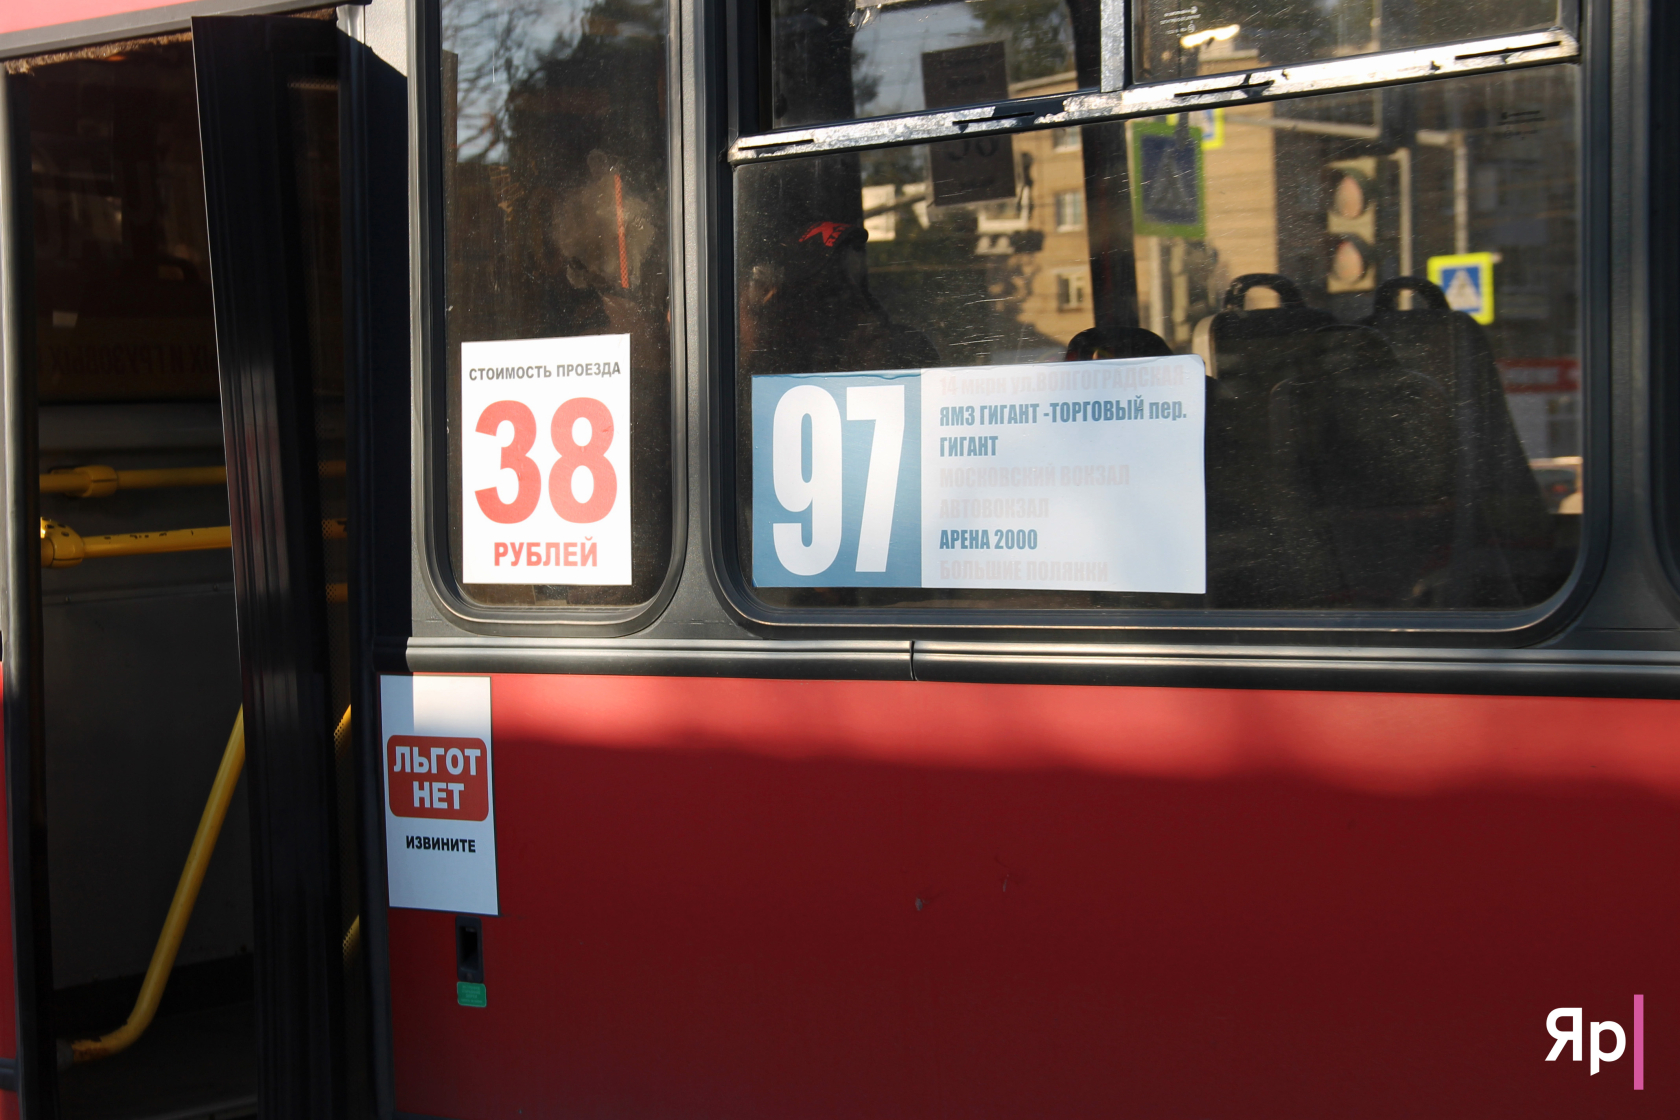 СТОИМОСТЬ ПРОЕЗДА
38
РУБЛЕЙ
97
14 мкрн ул.ВОЛГОГРАДСКАЯ
ЯМЗ ГИГАНТ -ТОРГОВЫЙ пер.
ГИГАНТ
МОСКОВСКИЙ ВОКЗАЛ
АВТОВОКЗАЛ
АРЕНА 2000
БОЛЬШИЕ ПОЛЯНКИ
ЛЬГОТ
НЕТ
ИЗВИНИТЕ
Яр